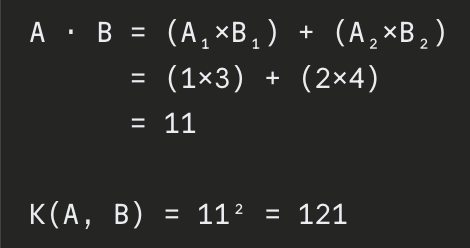 A · B = (A₁×B₁) + (A₂×B₂)
= (1×3) + (2×4)
= 11
K(A, B) = 11² = 121